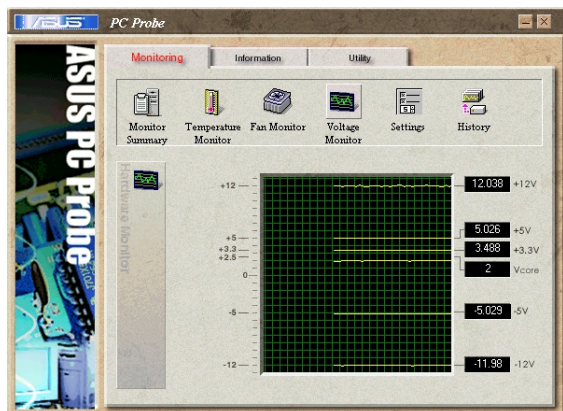 ASUS
PC Probe
ASUS PC Probe
Monitoring
Information
Utility
Monitor Summary
Temperature Monitor
Fan Monitor
Voltage Monitor
Settings
History
Hardware Monitor
+12
+5
+3.3
+2.5
0
-5
-12
12.038 +12V
5.026 +5V
3.488 +3.3V
2 Vcore
-5.029 -5V
-11.98 -12V